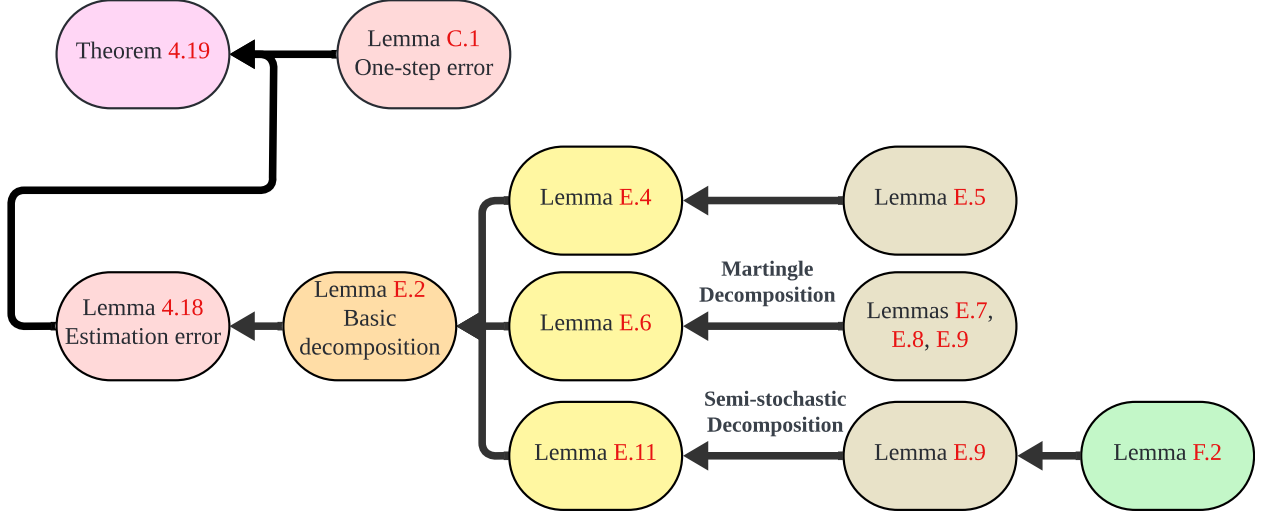 Theorem 4.19
Lemma C.1
One-step error
Lemma E.4
Lemma E.5
Martingle
Decomposition
Lemma 4.18
Estimation error
Lemma E.2
Basic
decomposition
Lemma E.6
Lemmas E.7,
E.8, E.9
Semi-stochastic
Decomposition
Lemma E.11
Lemma E.9
Lemma F.2